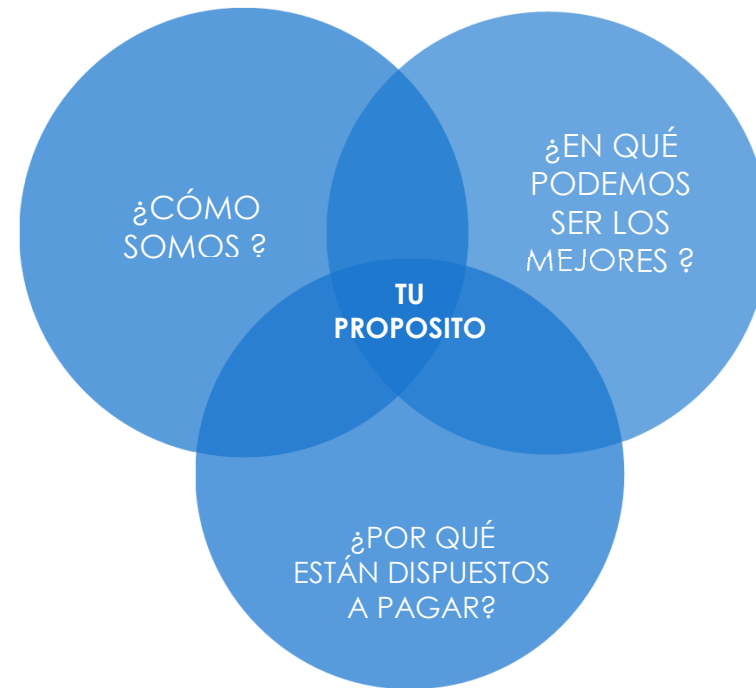 ¿CÓMO
SOMOS ?
¿EN QUÉ
PODEMOS
SER LOS
MEJORES ?
TU
PROPOSITO
¿POR QUÉ
ESTÁN DISPUESTOS
A PAGAR?